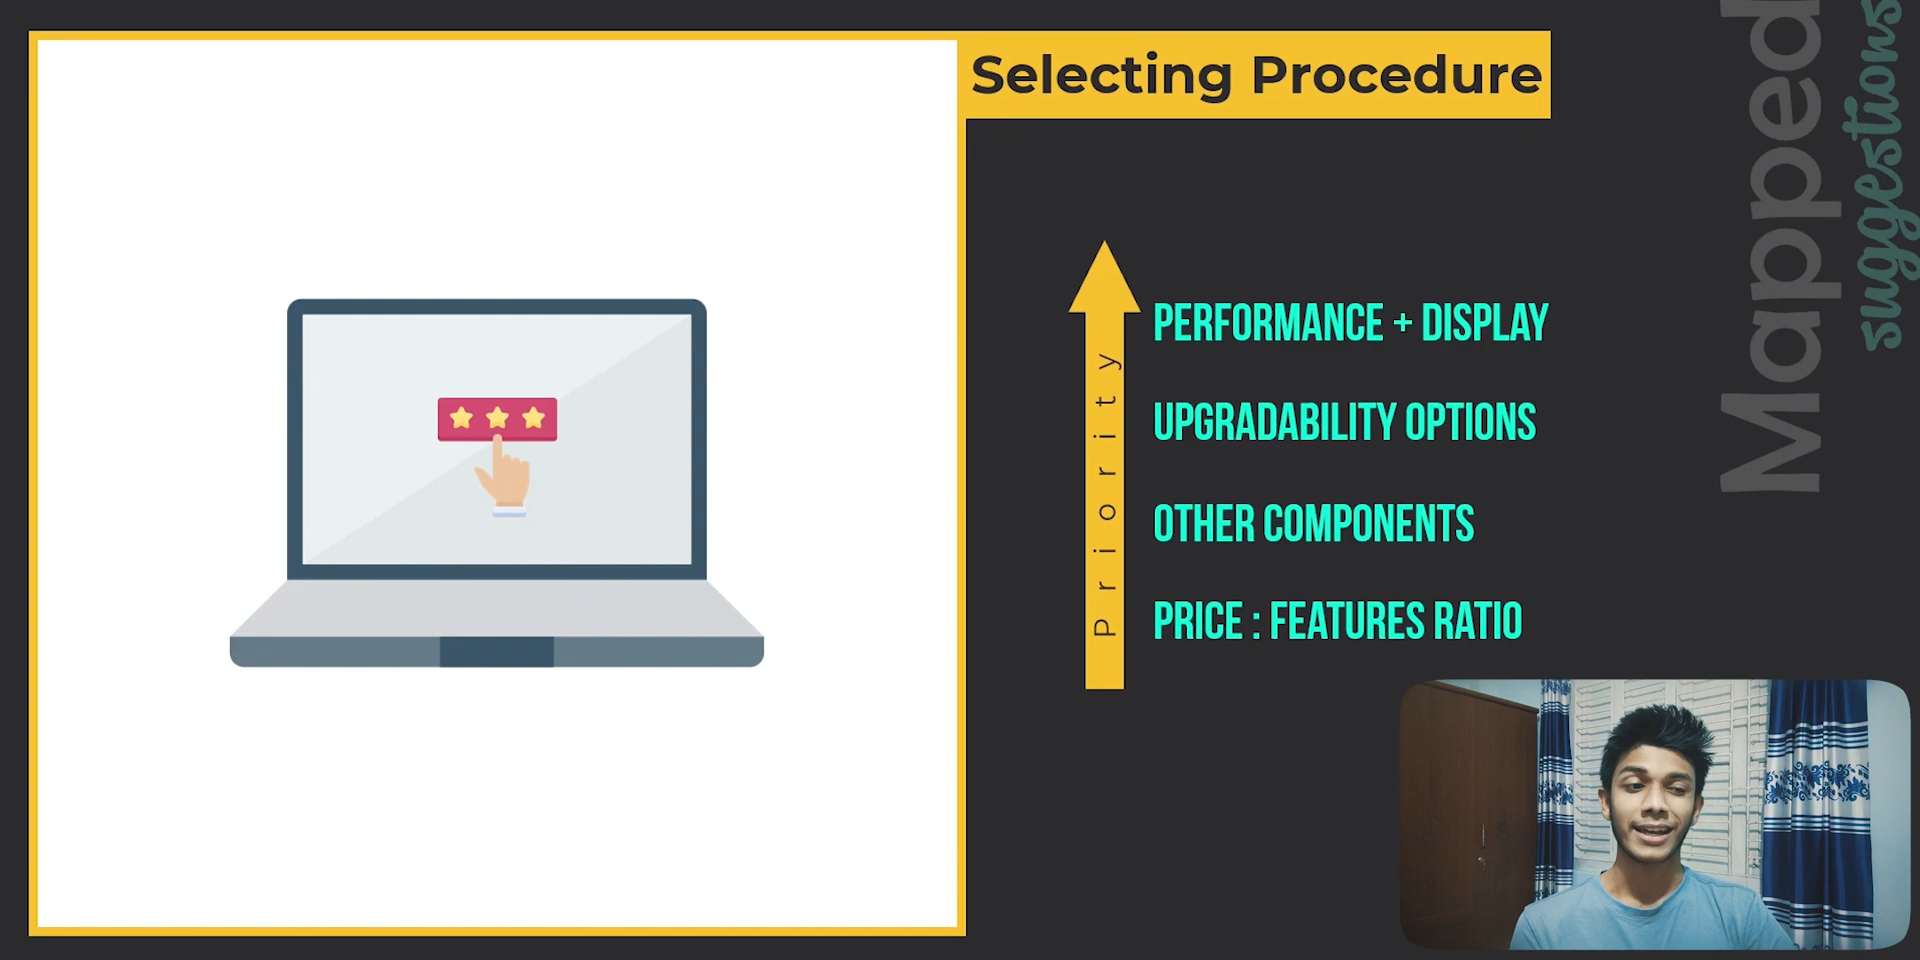 Selecting Procedure
PERFORMANCE + DISPLAY
UPGRADABILITY OPTIONS
OTHER COMPONENTS
PRICE : FEATURES RATIO
Priority
Mapped
suggestions